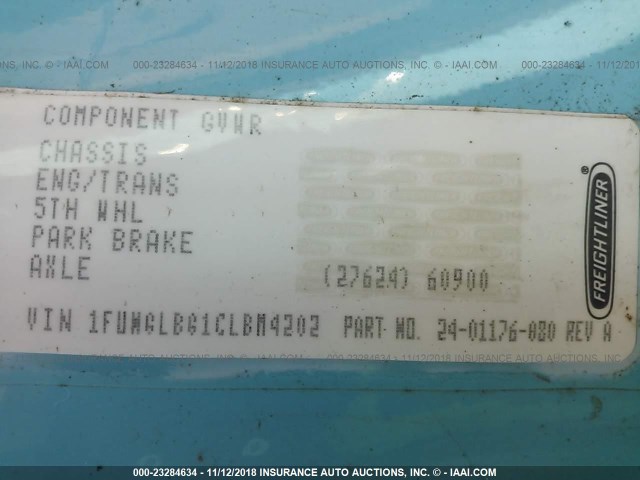 COMPONENT GVWR
CHASSIS
ENG/TRANS
5TH WHL
PARK BRAKE
AXLE (27624) 60900
VIN 1FUWGLBG1CLBM4202 PART NO. 24-01176-080 REV A
FREIGHTLINER ®
000-23284634 - 11/12/2018 INSURANCE AUTO AUCTIONS, INC. - © IAAI.COM